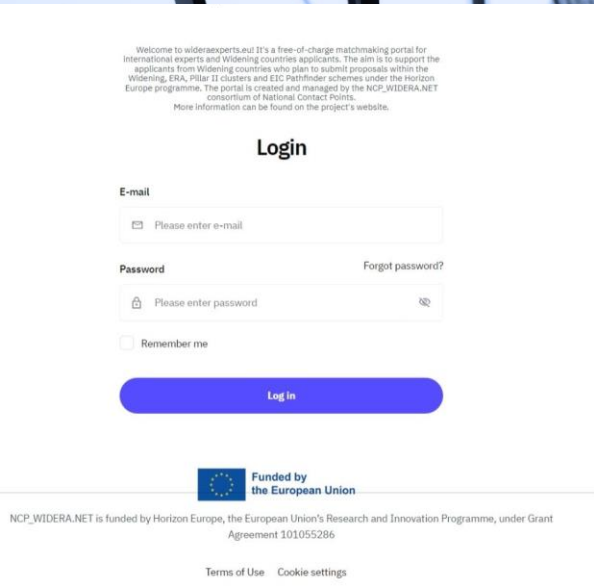 Welcome to wideraexperts.eu! It's a free-of-charge matchmaking portal for
international experts and Widening countries applicants. The aim is to support the
applicants from Widening countries who plan to submit proposals within the
Widening, ERA, Pillar II clusters and EIC Pathfinder schemes under the Horizon
Europe programme. The portal is created and managed by the NCP_WIDERA.NET
consortium of National Contact Points.
More information can be found on the project's website.
Login
E-mail
Please enter e-mail
Password Forgot password?
Please enter password
Remember me
Log in
Funded by
the European Union
NCP_WIDERA.NET is funded by Horizon Europe, the European Union's Research and Innovation Programme, under Grant
Agreement 101055286
Terms of Use Cookie settings